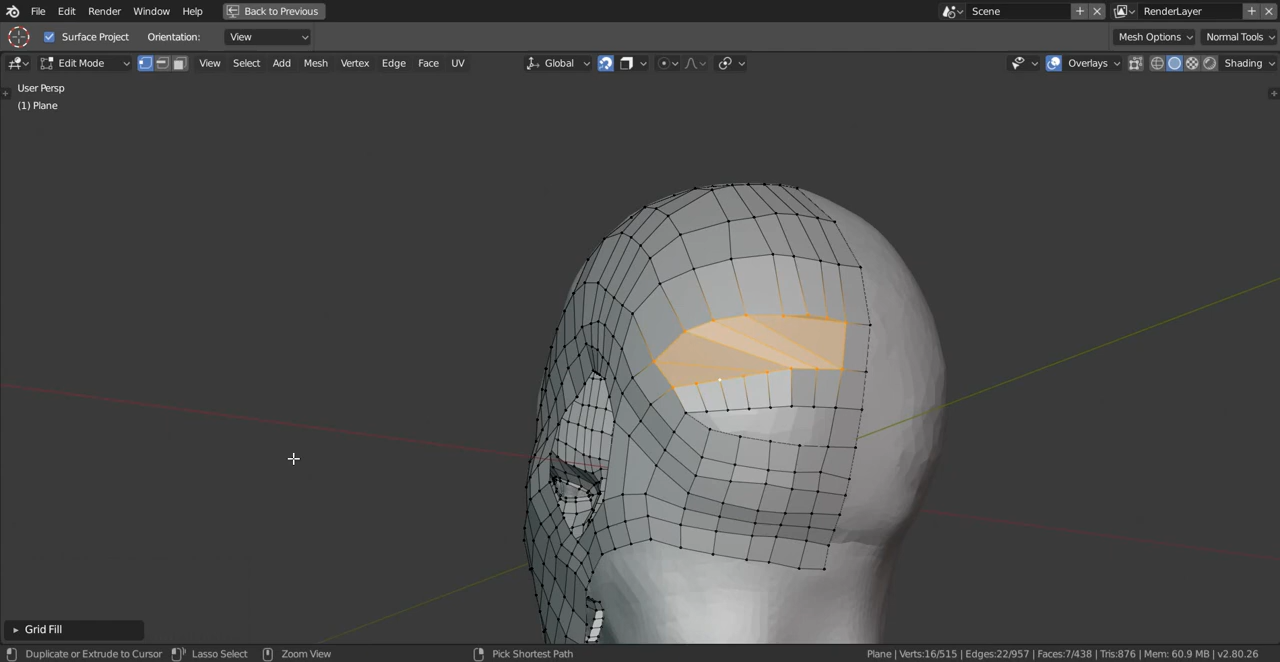 File Edit Render Window Help Back to Previous Scene RenderLayer
Surface Project Orientation: View Mesh Options Normal Tools
Edit Mode View Select Add Mesh Vertex Edge Face UV Global Overlays Shading
User Persp
(1) Plane
Grid Fill
Duplicate or Extrude to Cursor Lasso Select Zoom View Pick Shortest Path Plane | Verts:16/515 | Edges:22/957 | Faces:7/438 | Tris:876 | Mem: 60.9 MB | v2.80.26